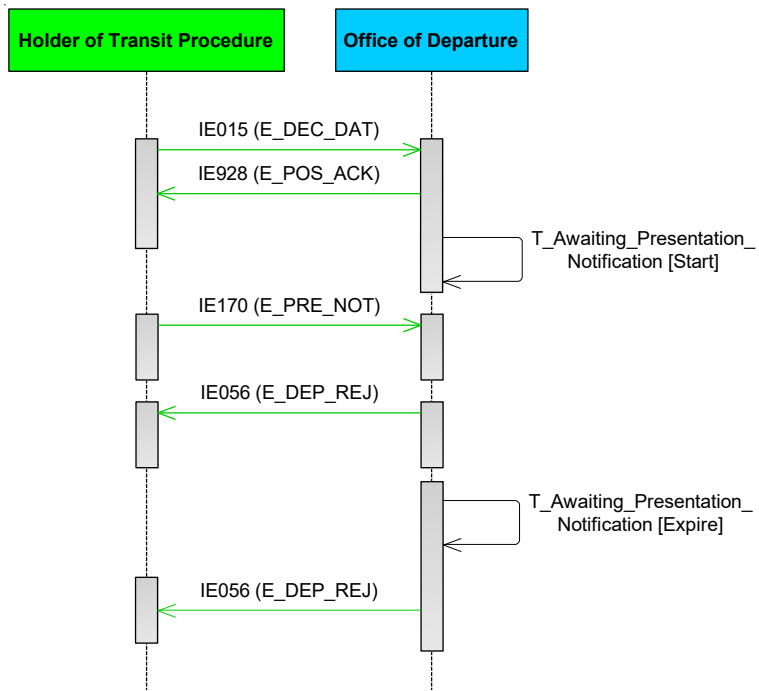 Holder of Transit Procedure
Office of Departure
IE015 (E_DEC_DAT)
IE928 (E_POS_ACK)
T_Awaiting_Presentation_
Notification [Start]
IE170 (E_PRE_NOT)
IE056 (E_DEP_REJ)
T_Awaiting_Presentation_
Notification [Expire]
IE056 (E_DEP_REJ)